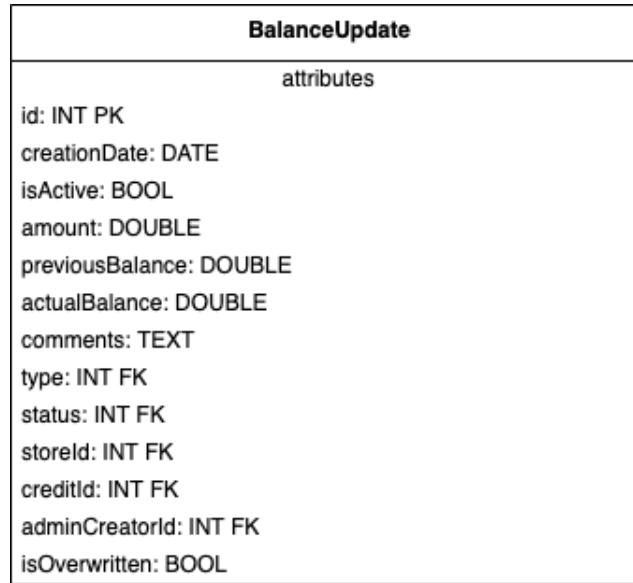 BalanceUpdate
attributes
id: INT PK
creationDate: DATE
isActive: BOOL
amount: DOUBLE
previousBalance: DOUBLE
actualBalance: DOUBLE
comments: TEXT
type: INT FK
status: INT FK
storeId: INT FK
creditId: INT FK
adminCreatorId: INT FK
isOverwritten: BOOL